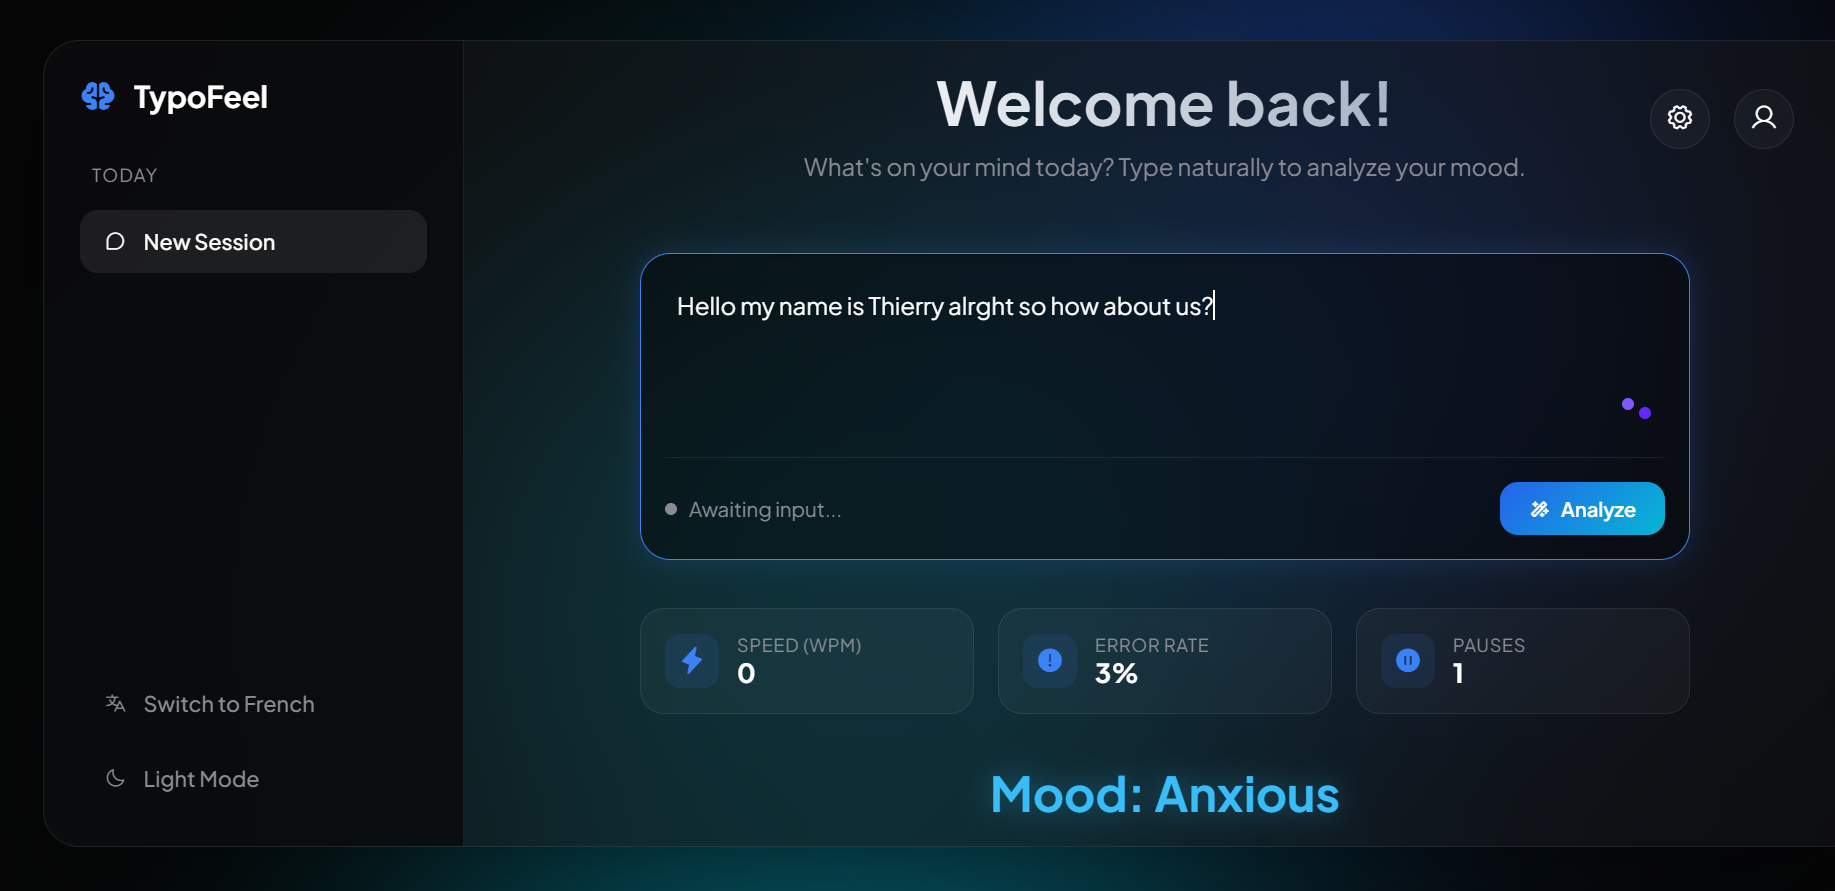 TypoFeel
TODAY
New Session
Switch to French
Light Mode
Welcome back!
What's on your mind today? Type naturally to analyze your mood.
Hello my name is Thierry alrght so how about us?
Awaiting input...
Analyze
SPEED (WPM)
0
ERROR RATE
3%
PAUSES
1
Mood: Anxious